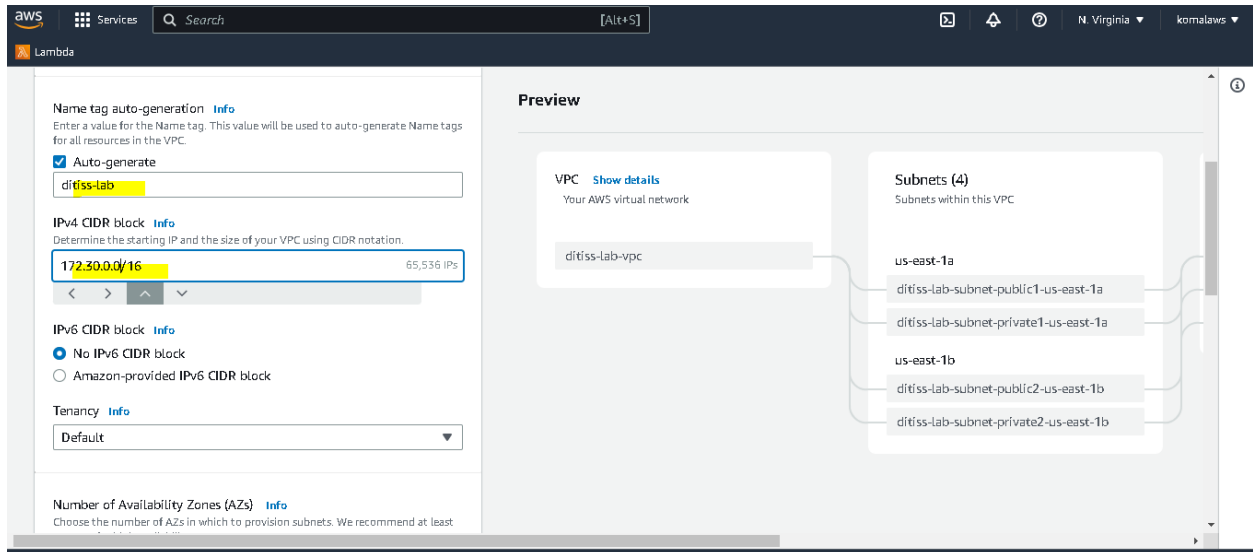 aws Services Search [Alt+S] N. Virginia ▼ komalaws ▼
Lambda
Name tag auto-generation Info
Enter a value for the Name tag. This value will be used to auto-generate Name tags
for all resources in the VPC.
Auto-generate
ditiss-lab
IPv4 CIDR block Info
Determine the starting IP and the size of your VPC using CIDR notation.
172.30.0.0/16 65,536 IPs
IPv6 CIDR block Info
No IPv6 CIDR block
Amazon-provided IPv6 CIDR block
Tenancy Info
Default
Number of Availability Zones (AZs) Info
Choose the number of AZs in which to provision subnets. We recommend at least
Preview
VPC Show details
Your AWS virtual network
ditiss-lab-vpc
Subnets (4)
Subnets within this VPC
us-east-1a
ditiss-lab-subnet-public1-us-east-1a
ditiss-lab-subnet-private1-us-east-1a
us-east-1b
ditiss-lab-subnet-public2-us-east-1b
ditiss-lab-subnet-private2-us-east-1b